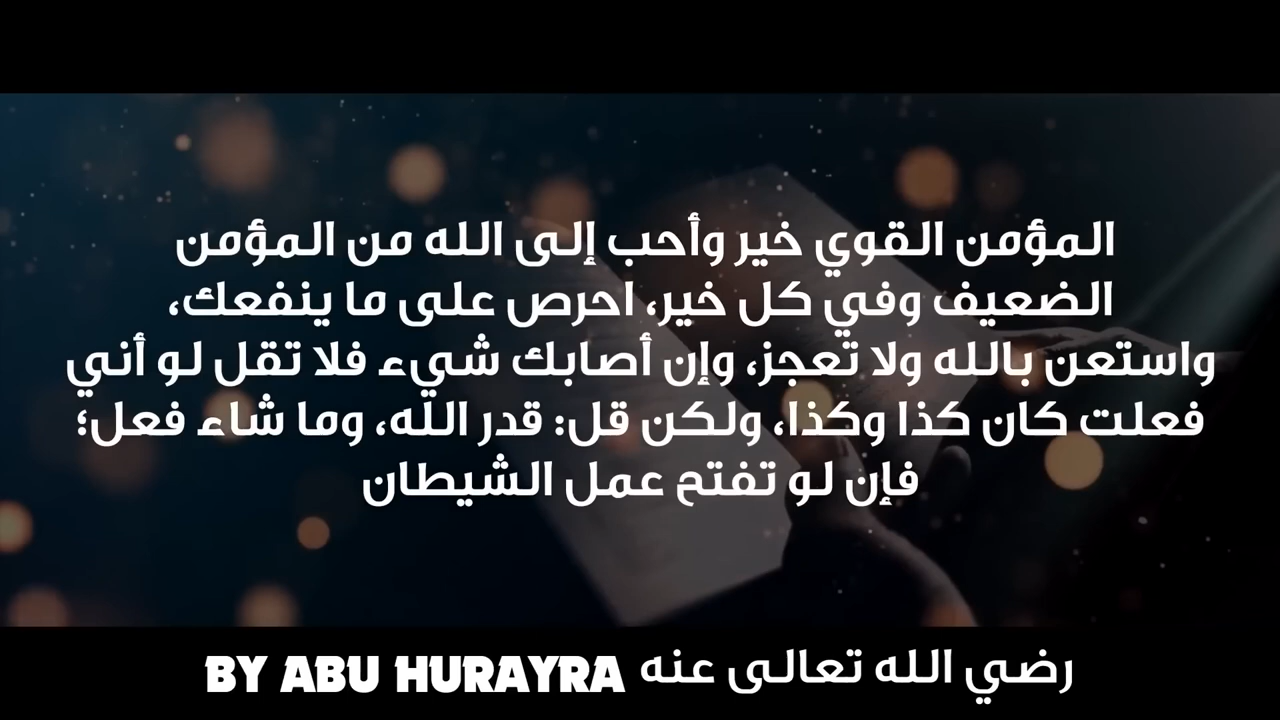 المؤمن القوي خير وأحب إلى الله من المؤمن
الضعيف وفي كل خير، احرص على ما ينفعك،
واستعن بالله ولا تعجز، وإن أصابك شيء فلا تقل لو أني
فعلت كان كذا وكذا، ولكن قل: قدر الله، وما شاء فعل؛
فإن لو تفتح عمل الشيطان
BY ABU HURAYRA رضي الله تعالى عنه